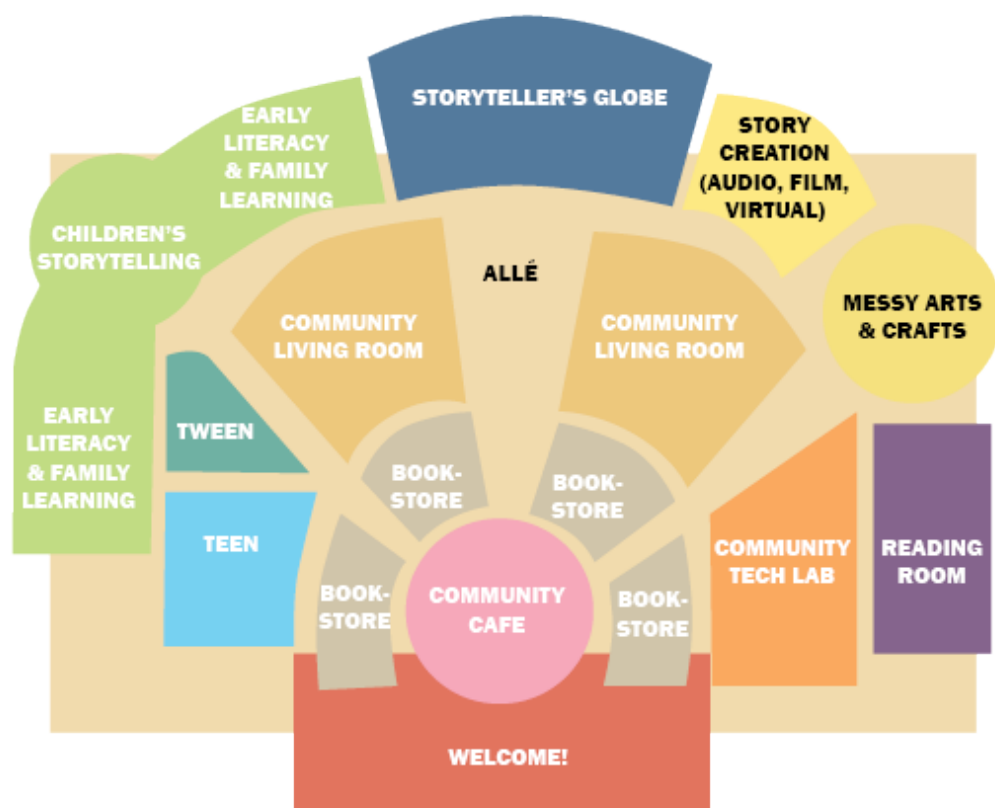 STORYTELLER'S GLOBE
EARLY
LITERACY
& FAMILY
LEARNING
STORY
CREATION
(AUDIO, FILM,
VIRTUAL)
CHILDREN'S
STORYTELLING
ALLÉ
MESSY ARTS
& CRAFTS
COMMUNITY
LIVING ROOM
COMMUNITY
LIVING ROOM
EARLY
LITERACY
& FAMILY
LEARNING
TWEEN
BOOK-
STORE
BOOK-
STORE
TEEN
COMMUNITY
TECH LAB
READING
ROOM
BOOK-
STORE
COMMUNITY
CAFE
BOOK-
STORE
WELCOME!